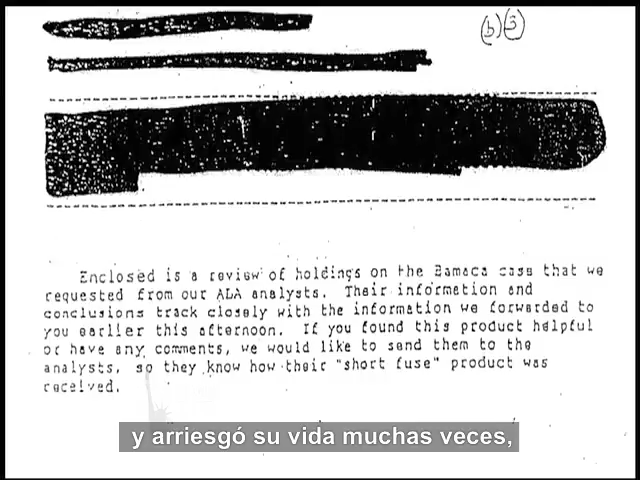 (b)(3)
Enclosed is a review of holdings on the Bamaca case that we
requested from our ALA analysts. Their information and
conclusions track closely with the information we forwarded to
you earlier this afternoon. If you found this product helpful
or have any comments, we would like to send them to the
analysts, so they know how their "short fuse" product was
received.
y arriesgó su vida muchas veces,